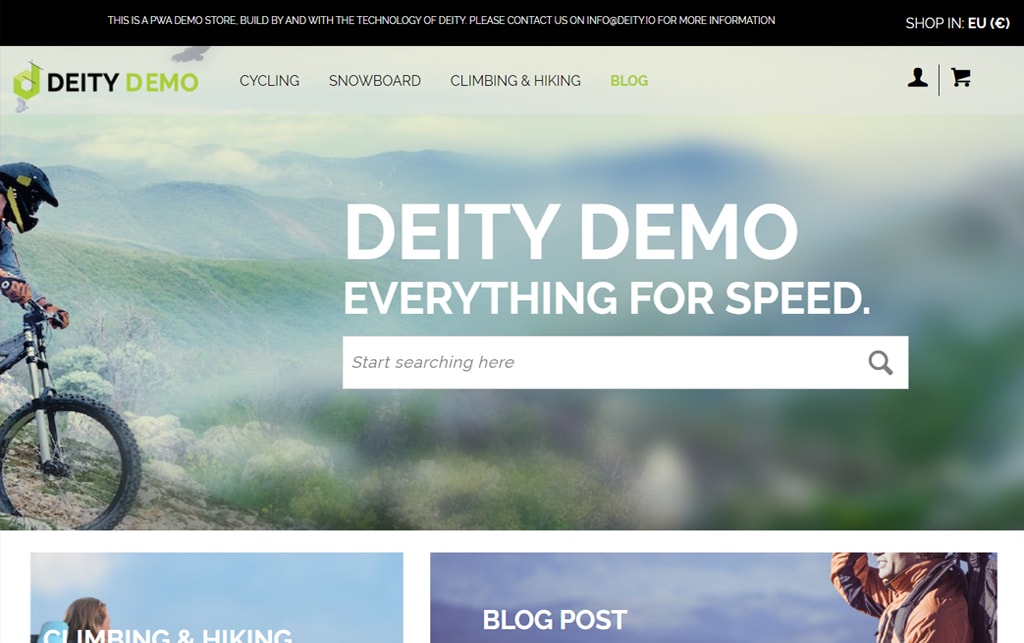 THIS IS A PWA DEMO STORE, BUILD BY AND WITH THE TECHNOLOGY OF DEITY. PLEASE CONTACT US ON INFO@DEITY.IO FOR MORE INFORMATION
SHOP IN: EU (€)
DEITY DEMO
CYCLING
SNOWBOARD
CLIMBING & HIKING
BLOG
DEITY DEMO
EVERYTHING FOR SPEED.
Start searching here
CLIMBING & HIKING
BLOG POST